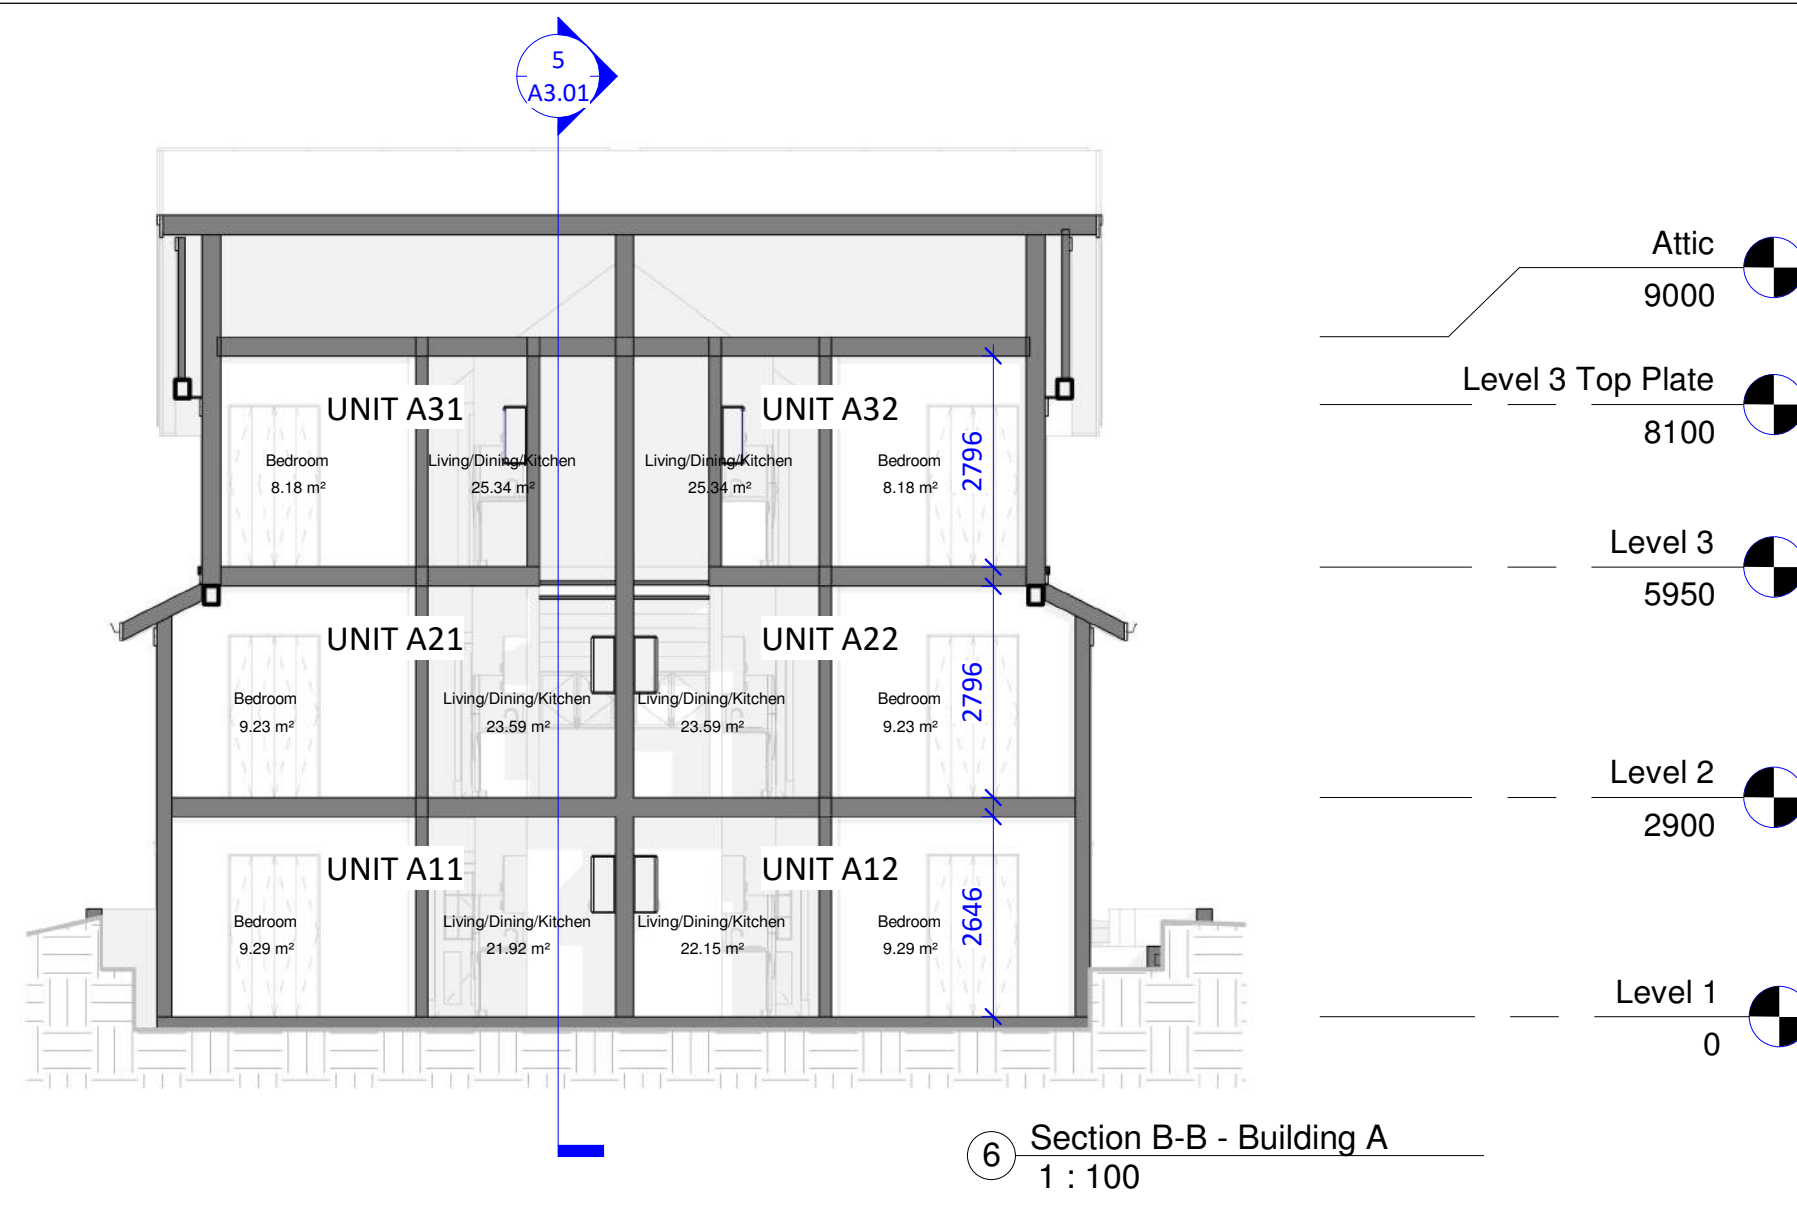 5
A3.01
Attic
9000
Level 3 Top Plate
8100
UNIT A31
UNIT A32
Bedroom
8.18 m²
Living/Dining/Kitchen
25.34 m²
Living/Dining/Kitchen
25.34 m²
Bedroom
8.18 m²
2796
Level 3
5950
UNIT A21
UNIT A22
Bedroom
9.23 m²
Living/Dining/Kitchen
23.59 m²
Living/Dining/Kitchen
23.59 m²
Bedroom
9.23 m²
2796
Level 2
2900
UNIT A11
UNIT A12
Bedroom
9.29 m²
Living/Dining/Kitchen
21.92 m²
Living/Dining/Kitchen
22.15 m²
Bedroom
9.29 m²
2646
Level 1
0
6
Section B-B - Building A
1 : 100